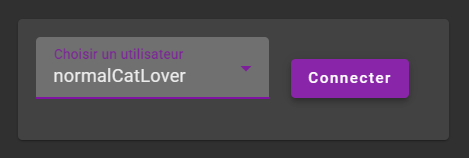 Choisir un utilisateur
normalCatLover
Connecter